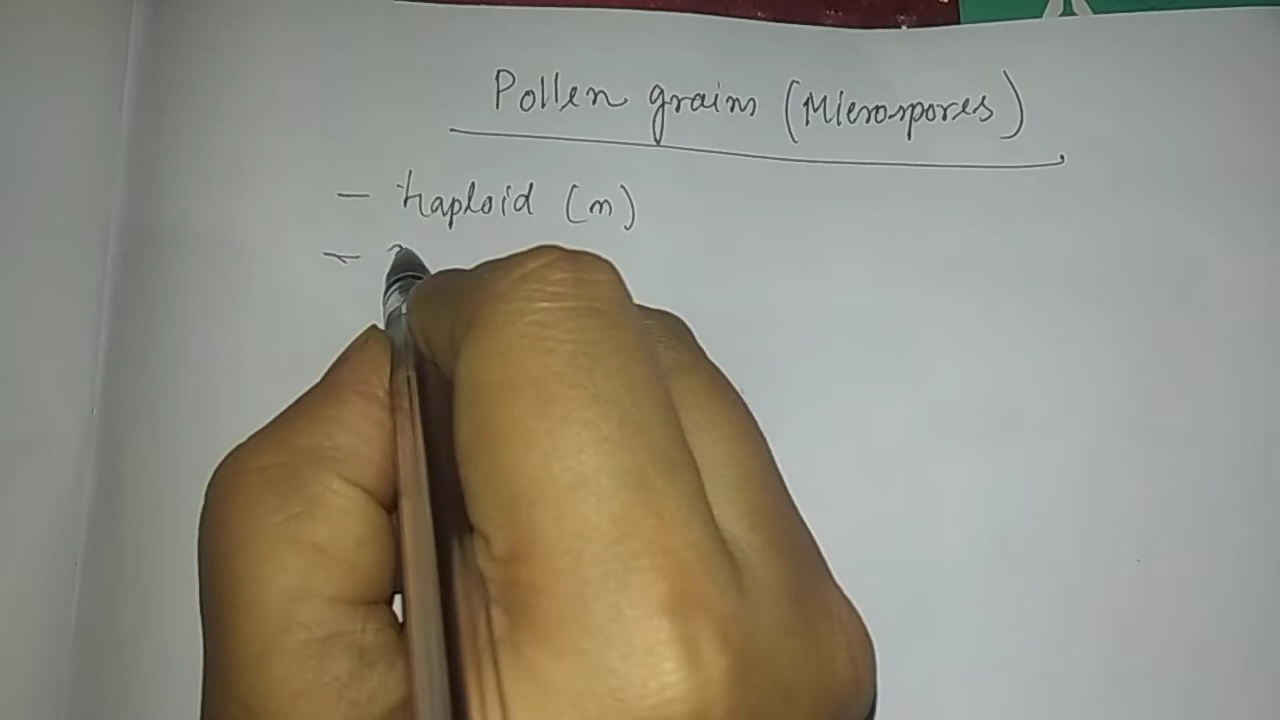 Pollen grains (Microspores)
- haploid (n)
-